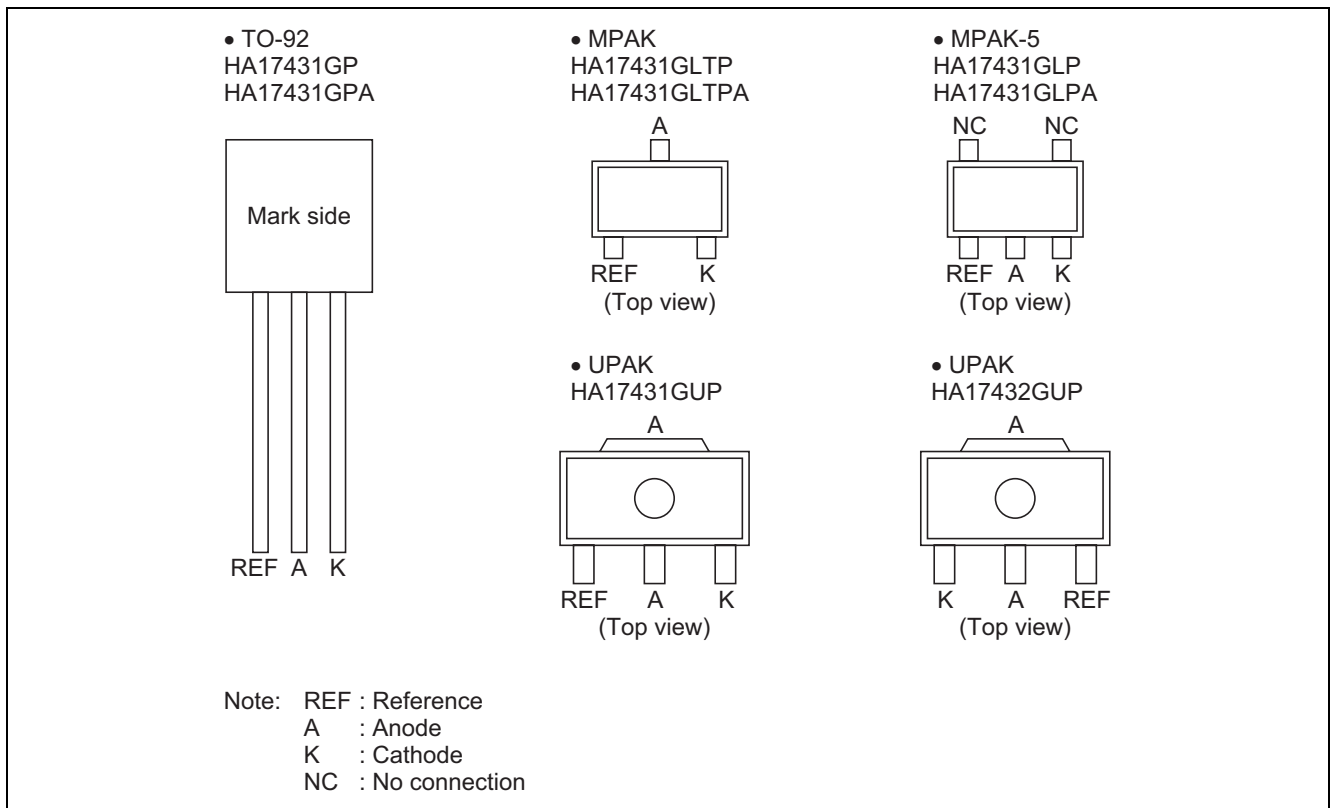 • TO-92
HA17431GP
HA17431GPA
Mark side
REF A K
• MPAK
HA17431GLTP
HA17431GLTPA
A
REF K
(Top view)
• MPAK-5
HA17431GLP
HA17431GLPA
NC NC
REF A K
(Top view)
• UPAK
HA17431GUP
A
REF A K
(Top view)
• UPAK
HA17432GUP
A
K A REF
(Top view)
Note: REF : Reference
A : Anode
K : Cathode
NC : No connection